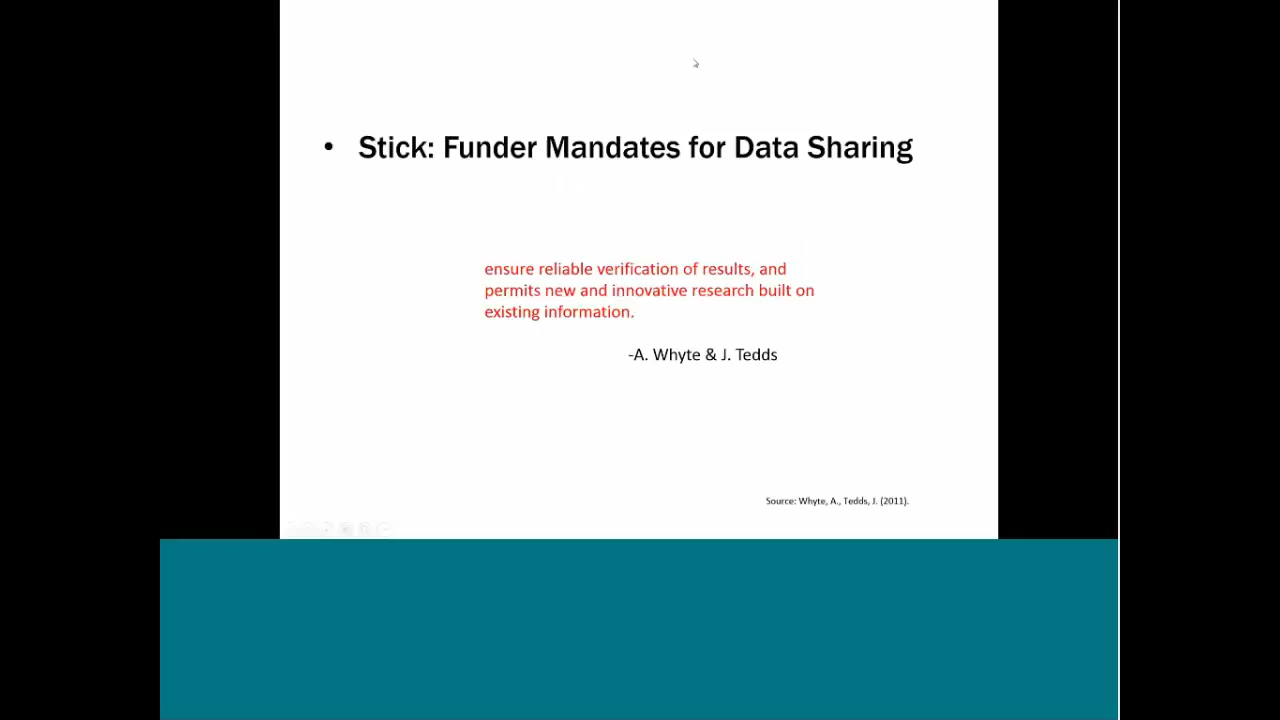 • Stick: Funder Mandates for Data Sharing
ensure reliable verification of results, and
permits new and innovative research built on
existing information.
-A. Whyte & J. Tedds
Source: Whyte, A., Tedds, J. (2011).